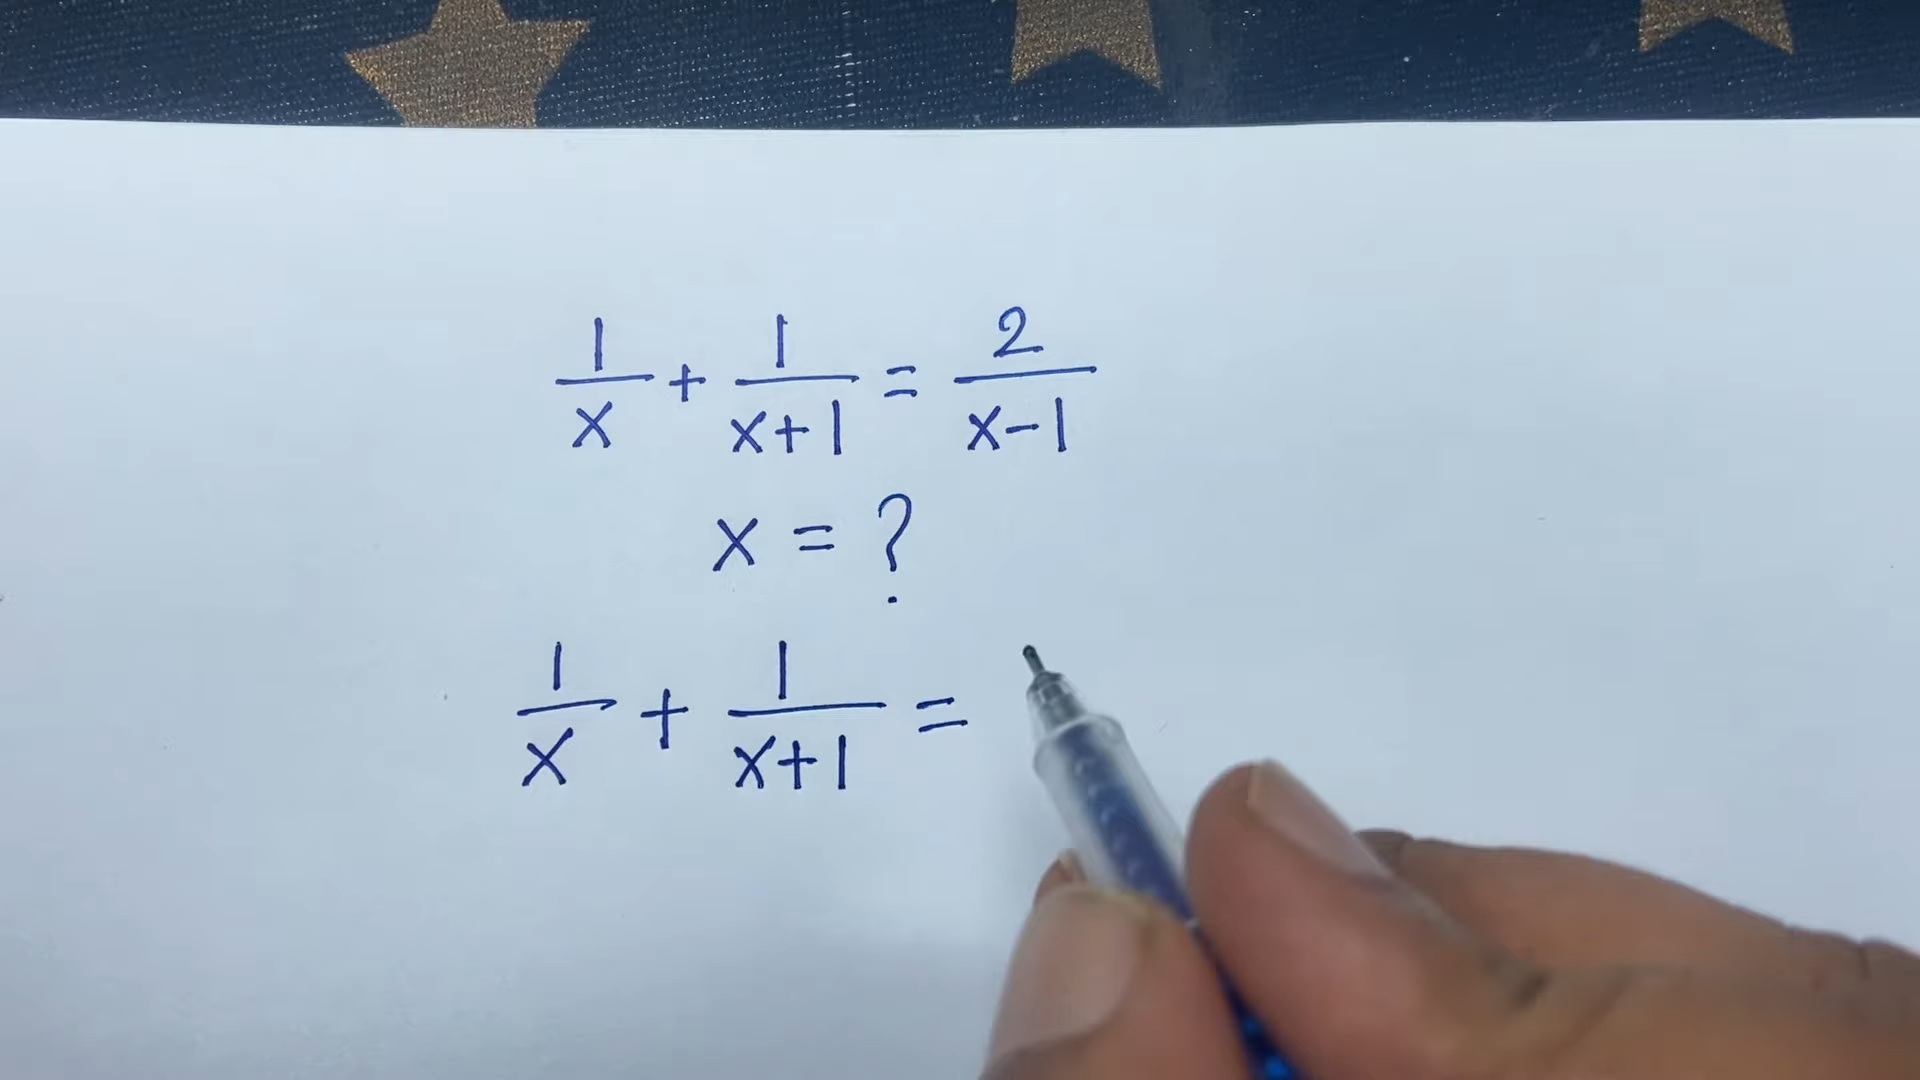 1/x + 1/(x+1) = 2/(x-1)
x = ?
1/x + 1/(x+1) =